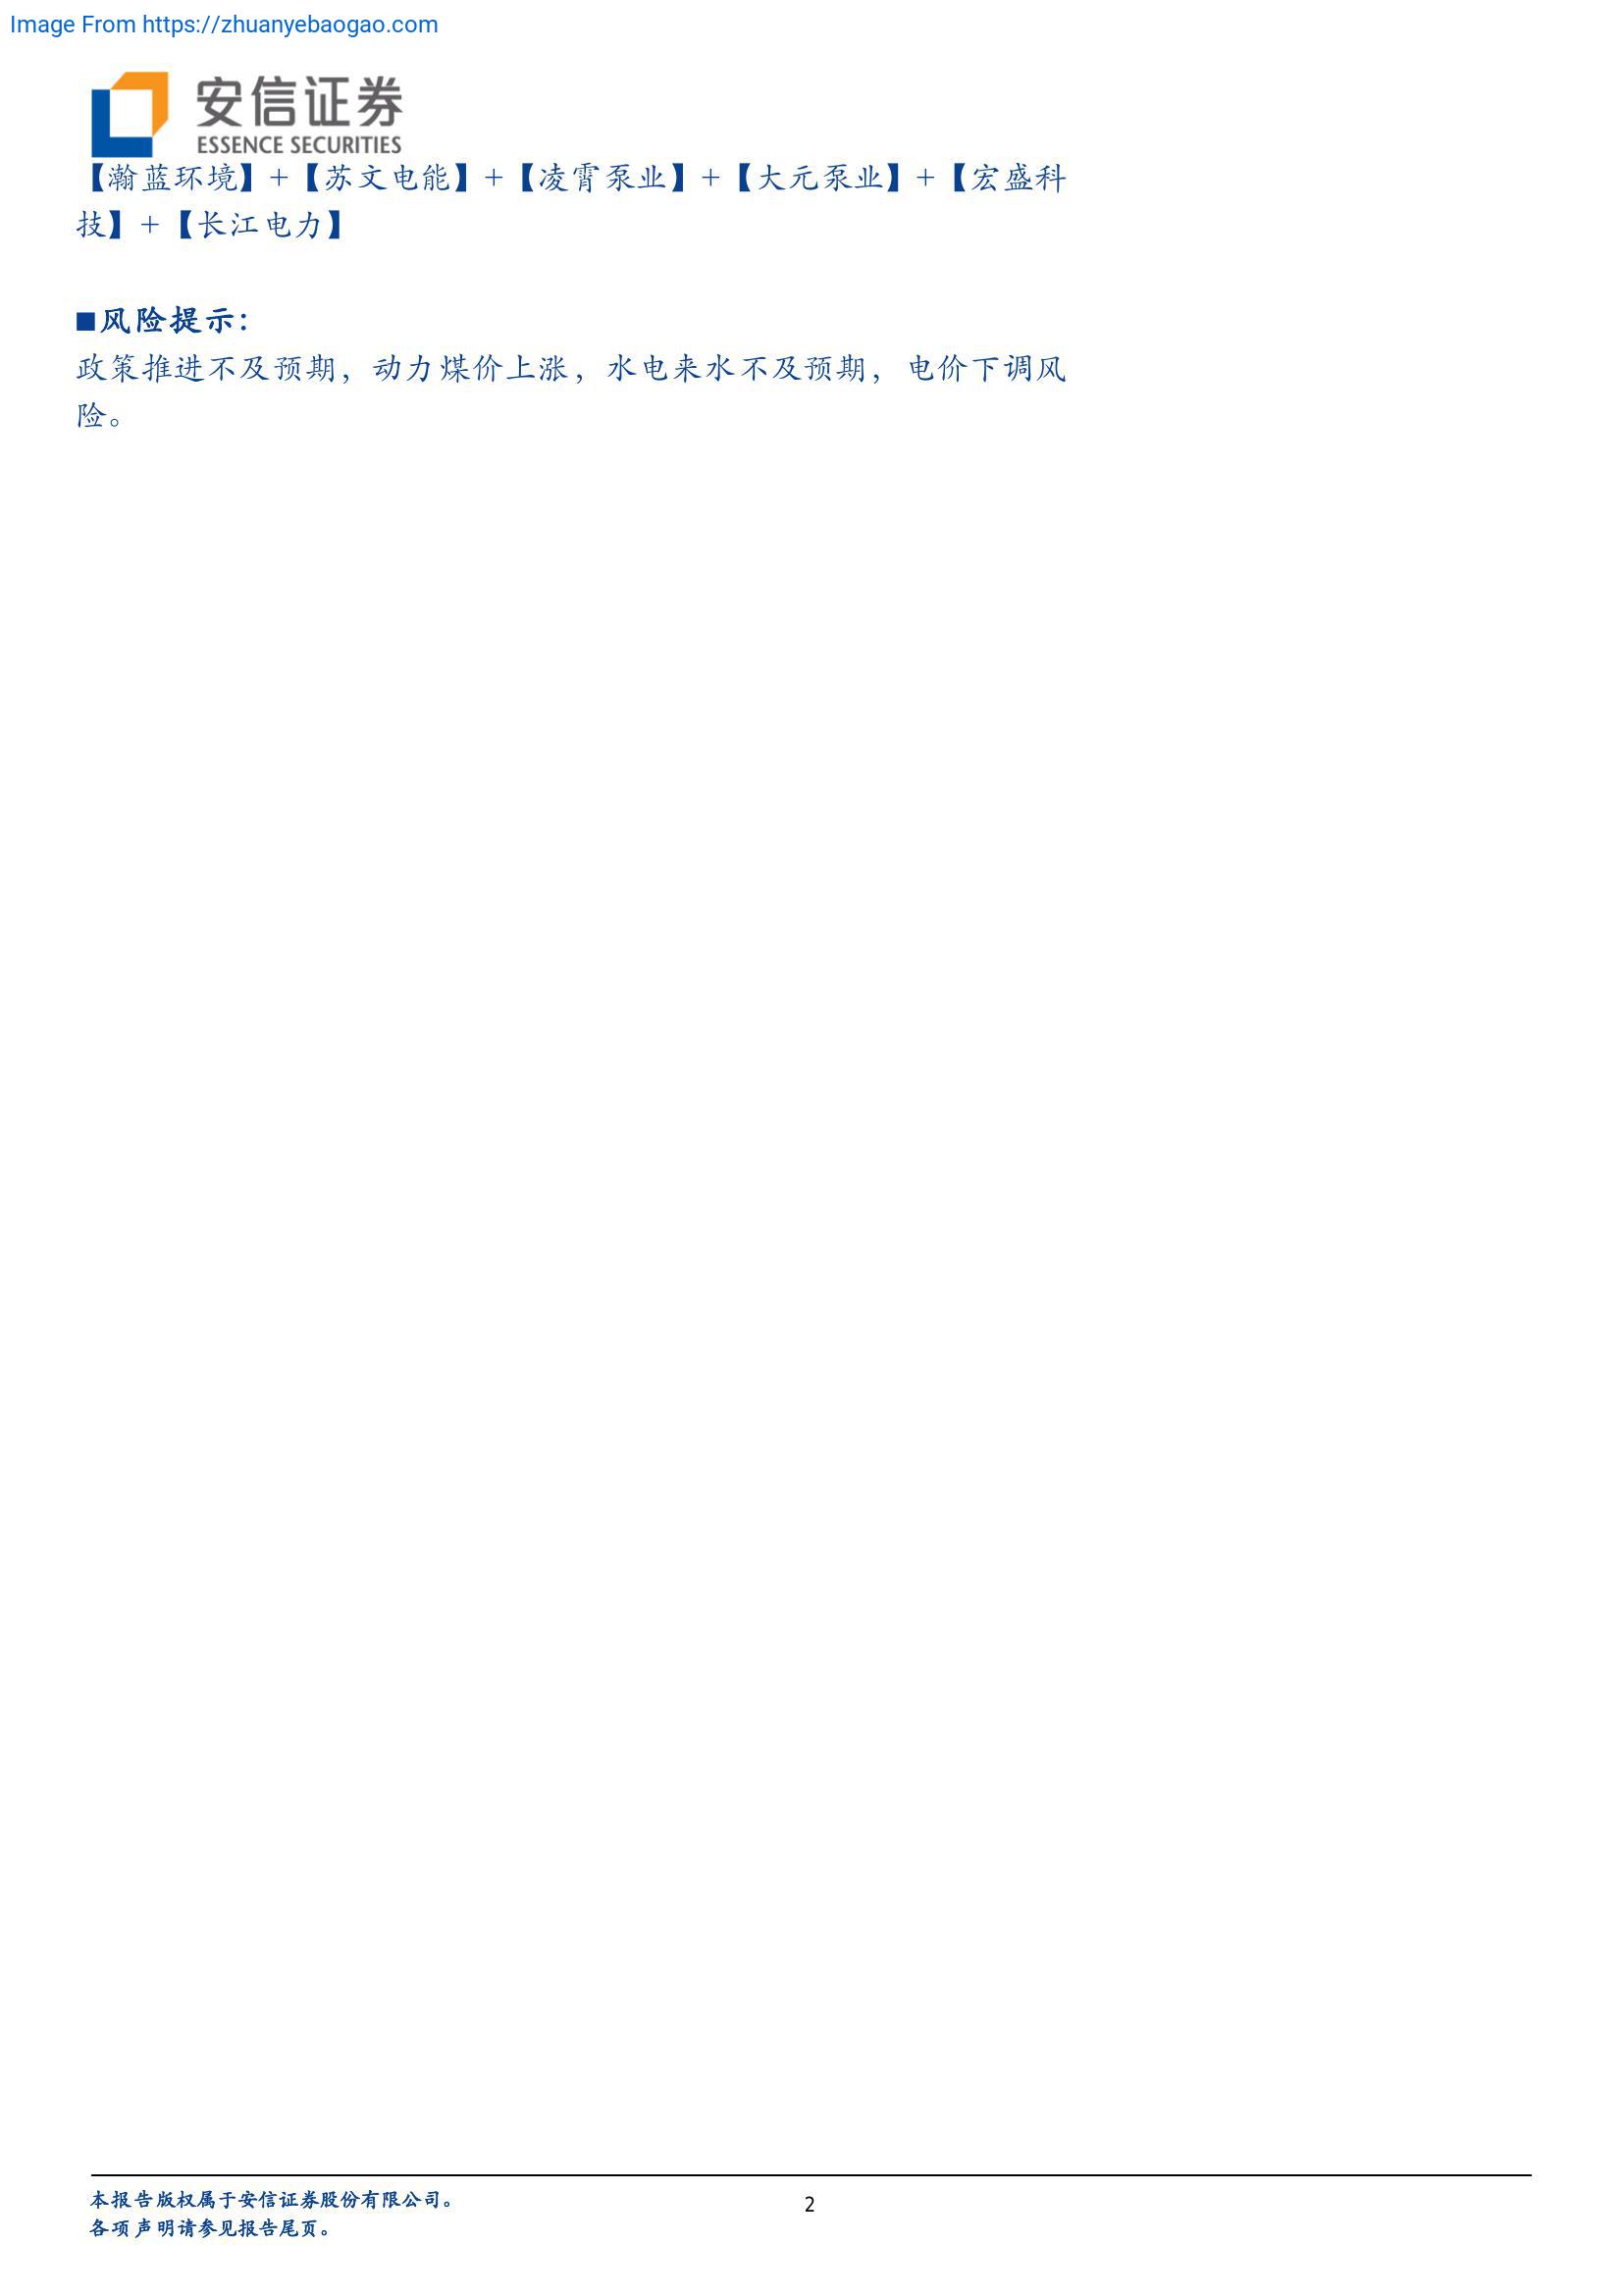 Image From https://zhuanyebaogao.com
安信证券
ESSENCE SECURITIES
【瀚蓝环境】+【苏文电能】+【凌霄泵业】+【大元泵业】+【宏盛科
技】+【长江电力】
■风险提示：
政策推进不及预期，动力煤价上涨，水电来水不及预期，电价下调风
险。
本报告版权属于安信证券股份有限公司。
2
各项声明请参见报告尾页。